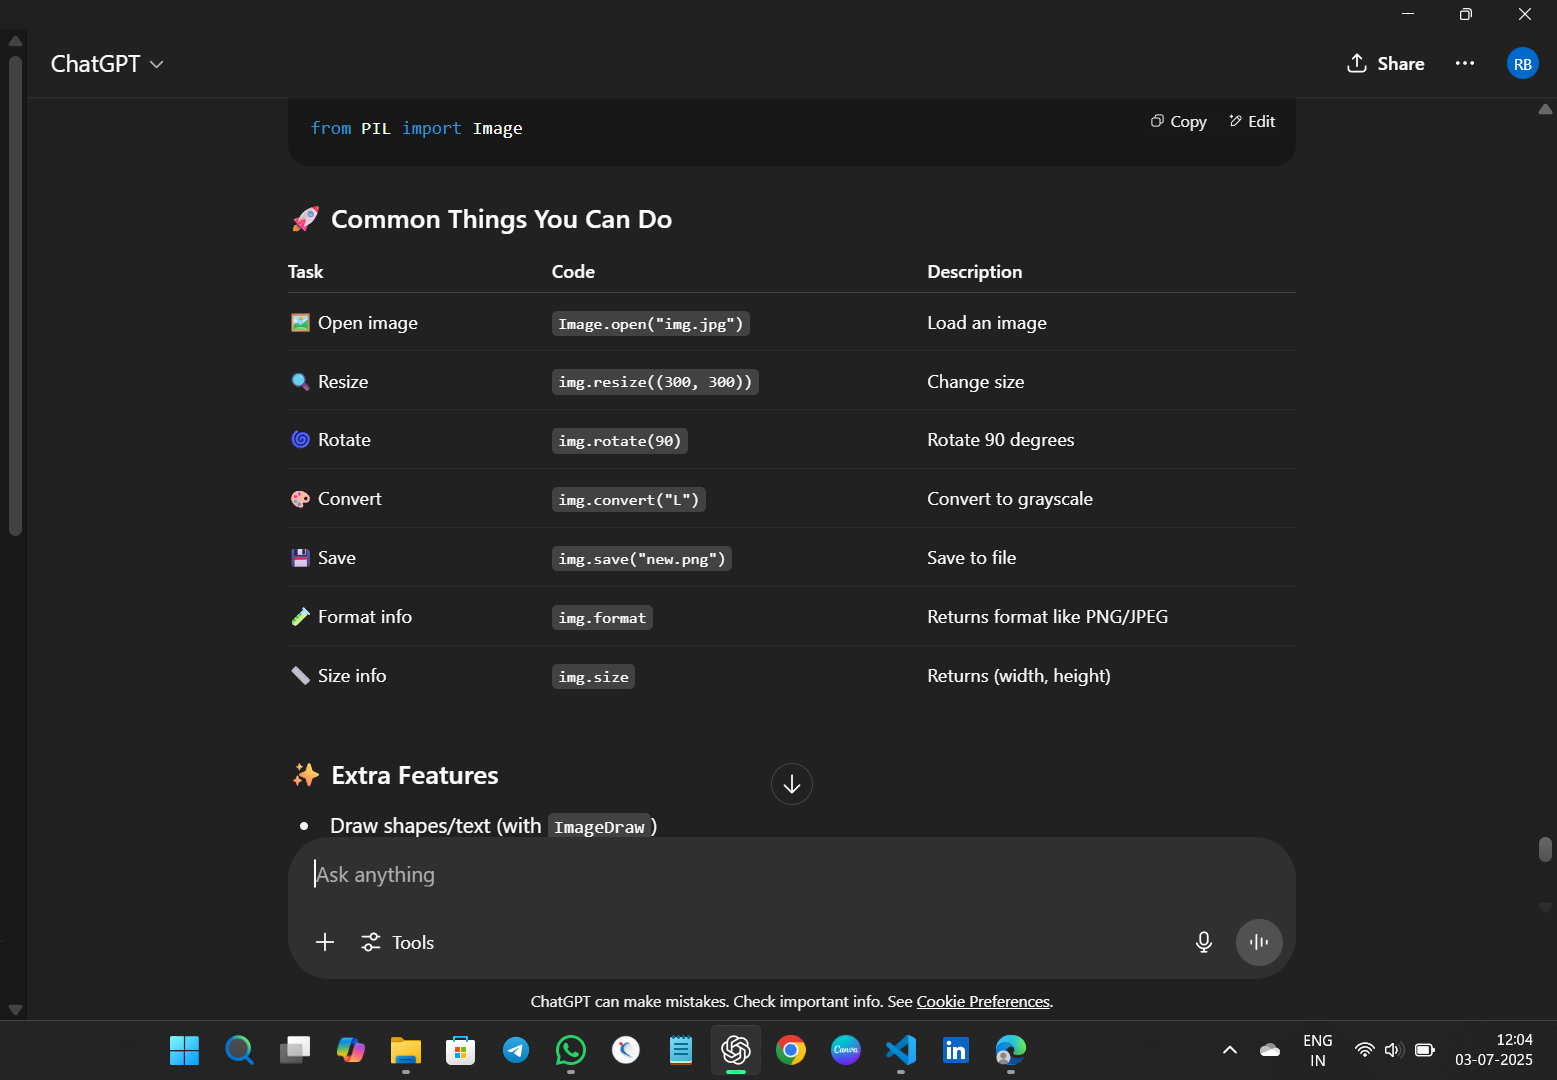 ChatGPT
Share
RB
from PIL import Image
Copy
Edit
🚀 Common Things You Can Do
Task Code Description
🖼️ Open image Image.open("img.jpg") Load an image
🔍 Resize img.resize((300, 300)) Change size
🌀 Rotate img.rotate(90) Rotate 90 degrees
🎨 Convert img.convert("L") Convert to grayscale
💾 Save img.save("new.png") Save to file
🧪 Format info img.format Returns format like PNG/JPEG
📏 Size info img.size Returns (width, height)
✨ Extra Features
• Draw shapes/text (with ImageDraw)
Ask anything
Tools
ChatGPT can make mistakes. Check important info. See Cookie Preferences.
Canva
in
ENG
IN
12:04
03-07-2025